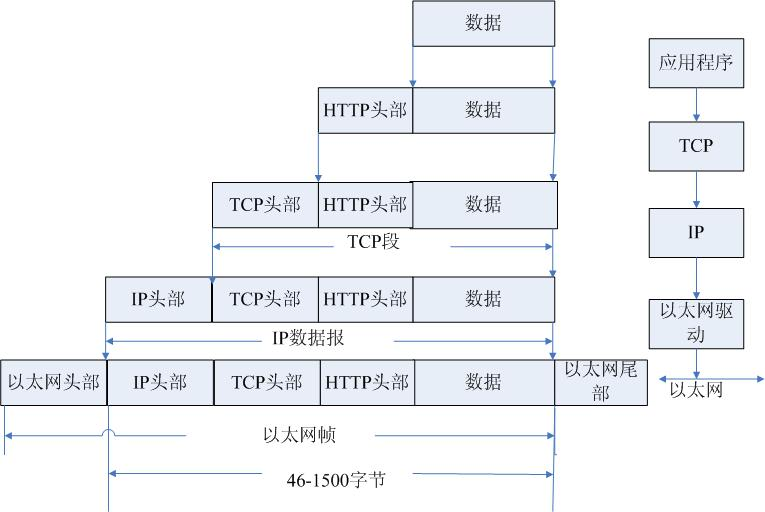 数据
应用程序
HTTP头部 数据
TCP
TCP头部 HTTP头部 数据
TCP段
IP
IP头部 TCP头部 HTTP头部 数据
IP数据报
以太网驱
动
以太网头部 IP头部 TCP头部 HTTP头部 数据 以太网尾
部
以太网
以太网帧
46-1500字节